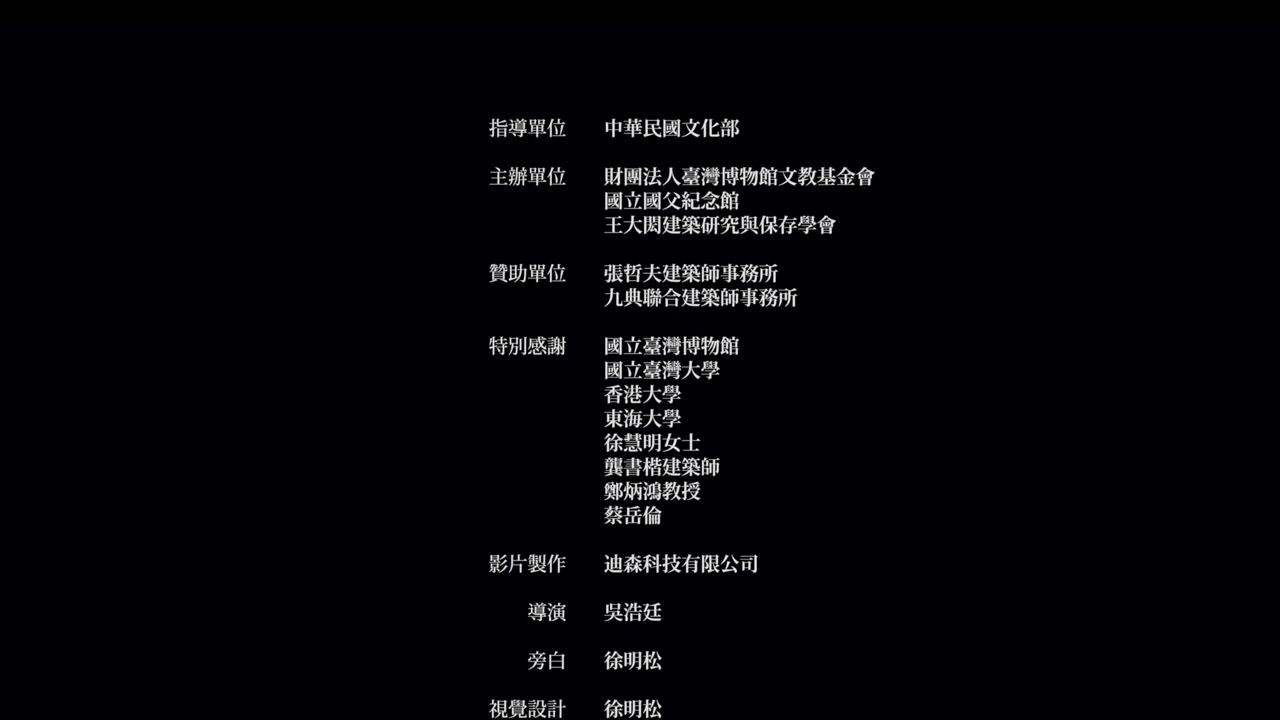 指導單位 中華民國文化部
主辦單位 財團法人臺灣博物館文教基金會
國立國父紀念館
王大閎建築研究與保存學會
贊助單位 張哲夫建築師事務所
九典聯合建築師事務所
特別感謝 國立臺灣博物館
國立臺灣大學
香港大學
東海大學
徐慧明女士
龔書楷建築師
鄭炳鴻教授
蔡岳倫
影片製作 迪森科技有限公司
導演 吳浩廷
旁白 徐明松
視覺設計 徐明松